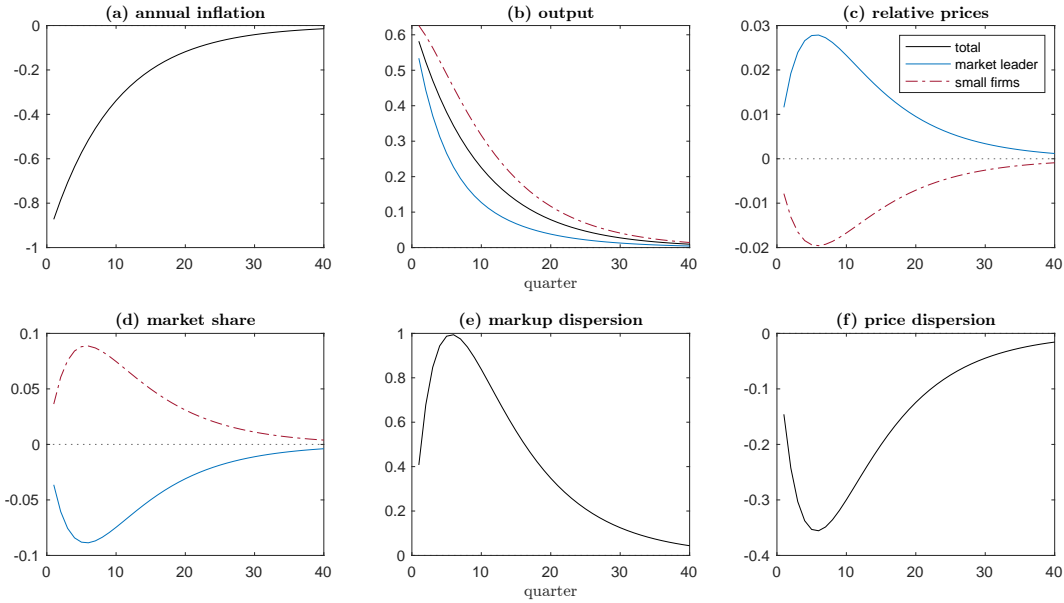 (a) annual inflation
0
-0.2
-0.4
-0.6
-0.8
-1
0 10 20 30 40
(b) output
0.6
0.5
0.4
0.3
0.2
0.1
0
0 10 20 30 40
quarter
(c) relative prices
0.03
0.02
0.01
0
-0.01
-0.02
0 10 20 30 40
total
market leader
small firms
(d) market share
0.1
0.05
0
-0.05
-0.1
0 10 20 30 40
(e) markup dispersion
1
0.8
0.6
0.4
0.2
0
0 10 20 30 40
quarter
(f) price dispersion
0
-0.1
-0.2
-0.3
-0.4
0 10 20 30 40